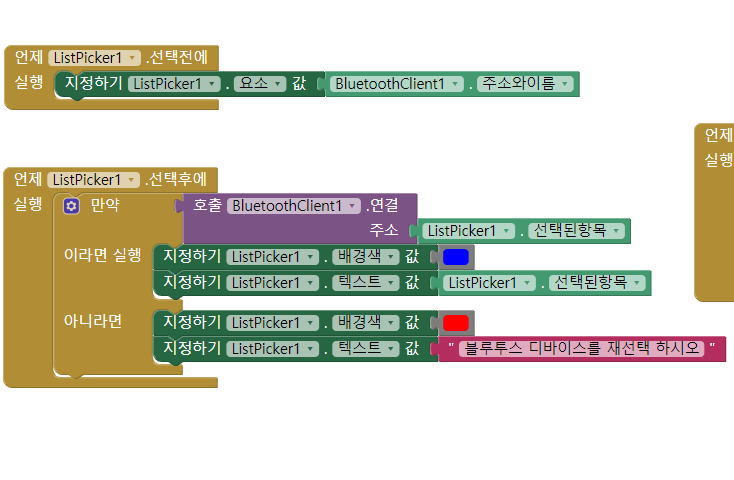 언제 ListPicker1 .선택전에
실행 지정하기 ListPicker1 . 요소 값 BluetoothClient1 . 주소와이름
언제
실행
언제 ListPicker1 .선택후에
실행 만약 호출 BluetoothClient1 .연결
주소 ListPicker1 . 선택된항목
이라면 실행 지정하기 ListPicker1 . 배경색 값
지정하기 ListPicker1 . 텍스트 값 ListPicker1 . 선택된항목
아니라면 지정하기 ListPicker1 . 배경색 값
지정하기 ListPicker1 . 텍스트 값 " 블루투스 디바이스를 재선택 하시오 "